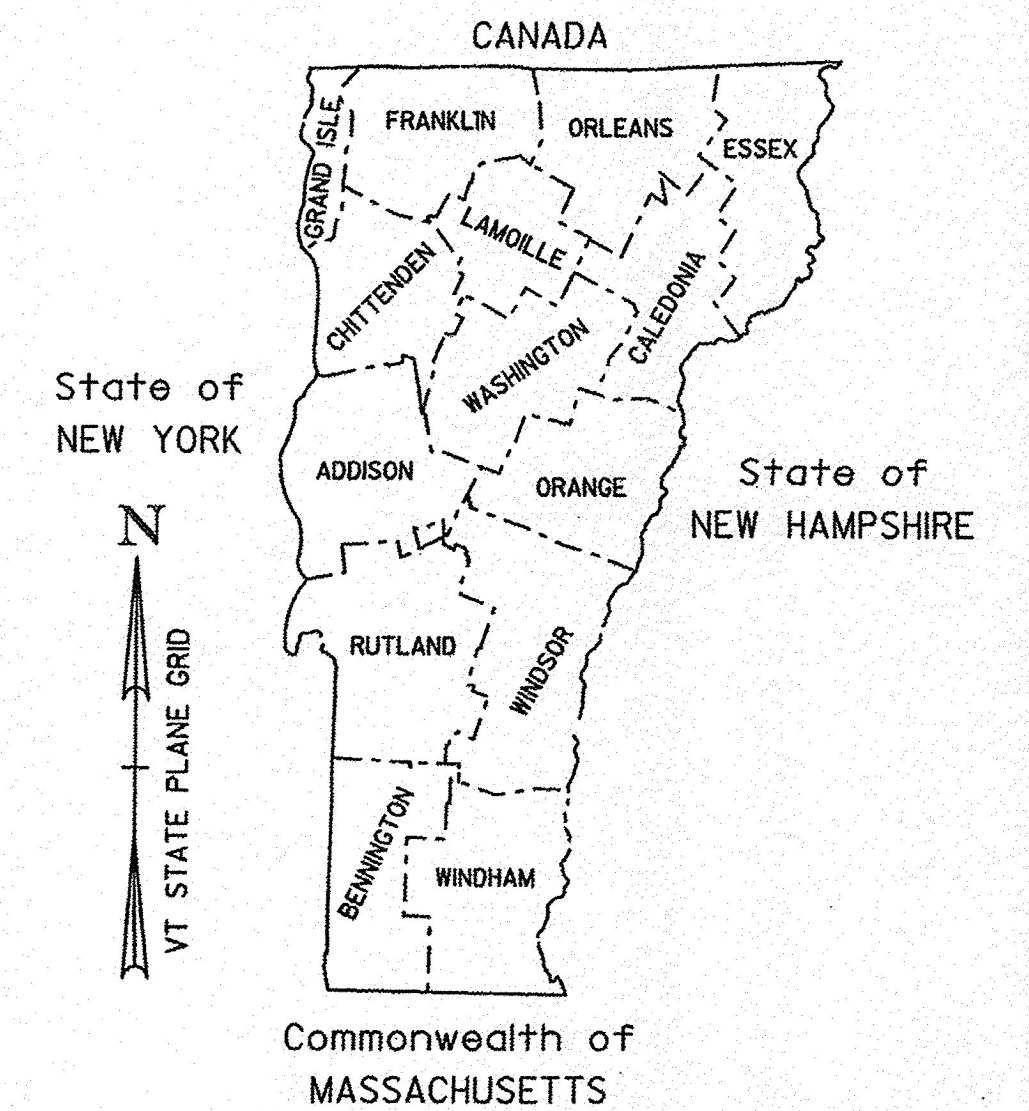 CANADA
FRANKLIN
ORLEANS
ESSEX
GRAND ISLE
LAMOILLE
CHITTENDEN
CALEDONIA
WASHINGTON
State of
NEW YORK
ADDISON
ORANGE
State of
NEW HAMPSHIRE
N
VT STATE PLANE GRID
RUTLAND
WINDSOR
BENNINGTON
WINDHAM
Commonwealth of
MASSACHUSETTS